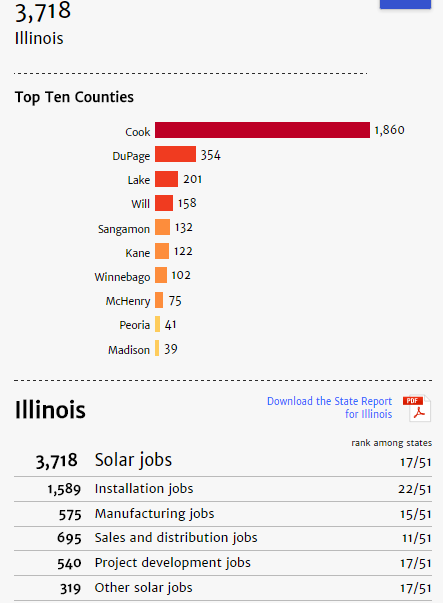 3,718
Illinois
Top Ten Counties
Cook 1,860
DuPage 354
Lake 201
Will 158
Sangamon 132
Kane 122
Winnebago 102
McHenry 75
Peoria 41
Madison 39
Illinois
Download the State Report
for Illinois
PDF
rank among states
3,718 Solar jobs 17/51
1,589 Installation jobs 22/51
575 Manufacturing jobs 15/51
695 Sales and distribution jobs 11/51
540 Project development jobs 17/51
319 Other solar jobs 17/51